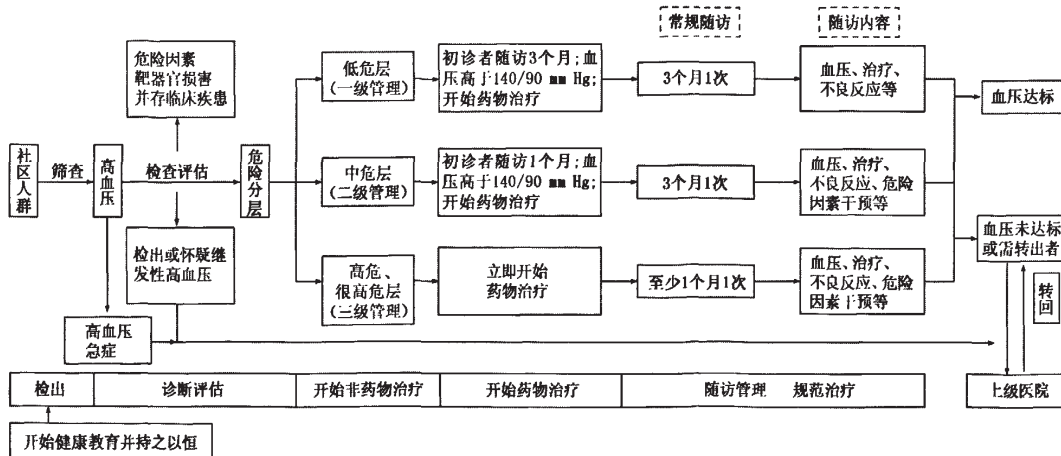 常规随访
随访内容
危险因素
靶器官损害
并存临床疾患
低危层
（一级管理）
初诊者随访3个月；血
压高于140/90 mm Hg；
开始药物治疗
3个月1次
血压、治疗、
不良反应等
血压达标
社区人群
筛查
高血压
检查评估
危险分层
中危层
（二级管理）
初诊者随访1个月；血
压高于140/90 mm Hg；
开始药物治疗
3个月1次
血压、治疗、
不良反应、危险
因素干预等
检出或怀疑继
发性高血压
高危、
很高危层
（三级管理）
立即开始
药物治疗
至少1个月1次
血压、治疗、
不良反应、危险
因素干预等
血压未达标
或需转出者
转回
高血压
急症
检出
诊断评估
开始非药物治疗
开始药物治疗
随访管理 规范治疗
上级医院
开始健康教育并持之以恒